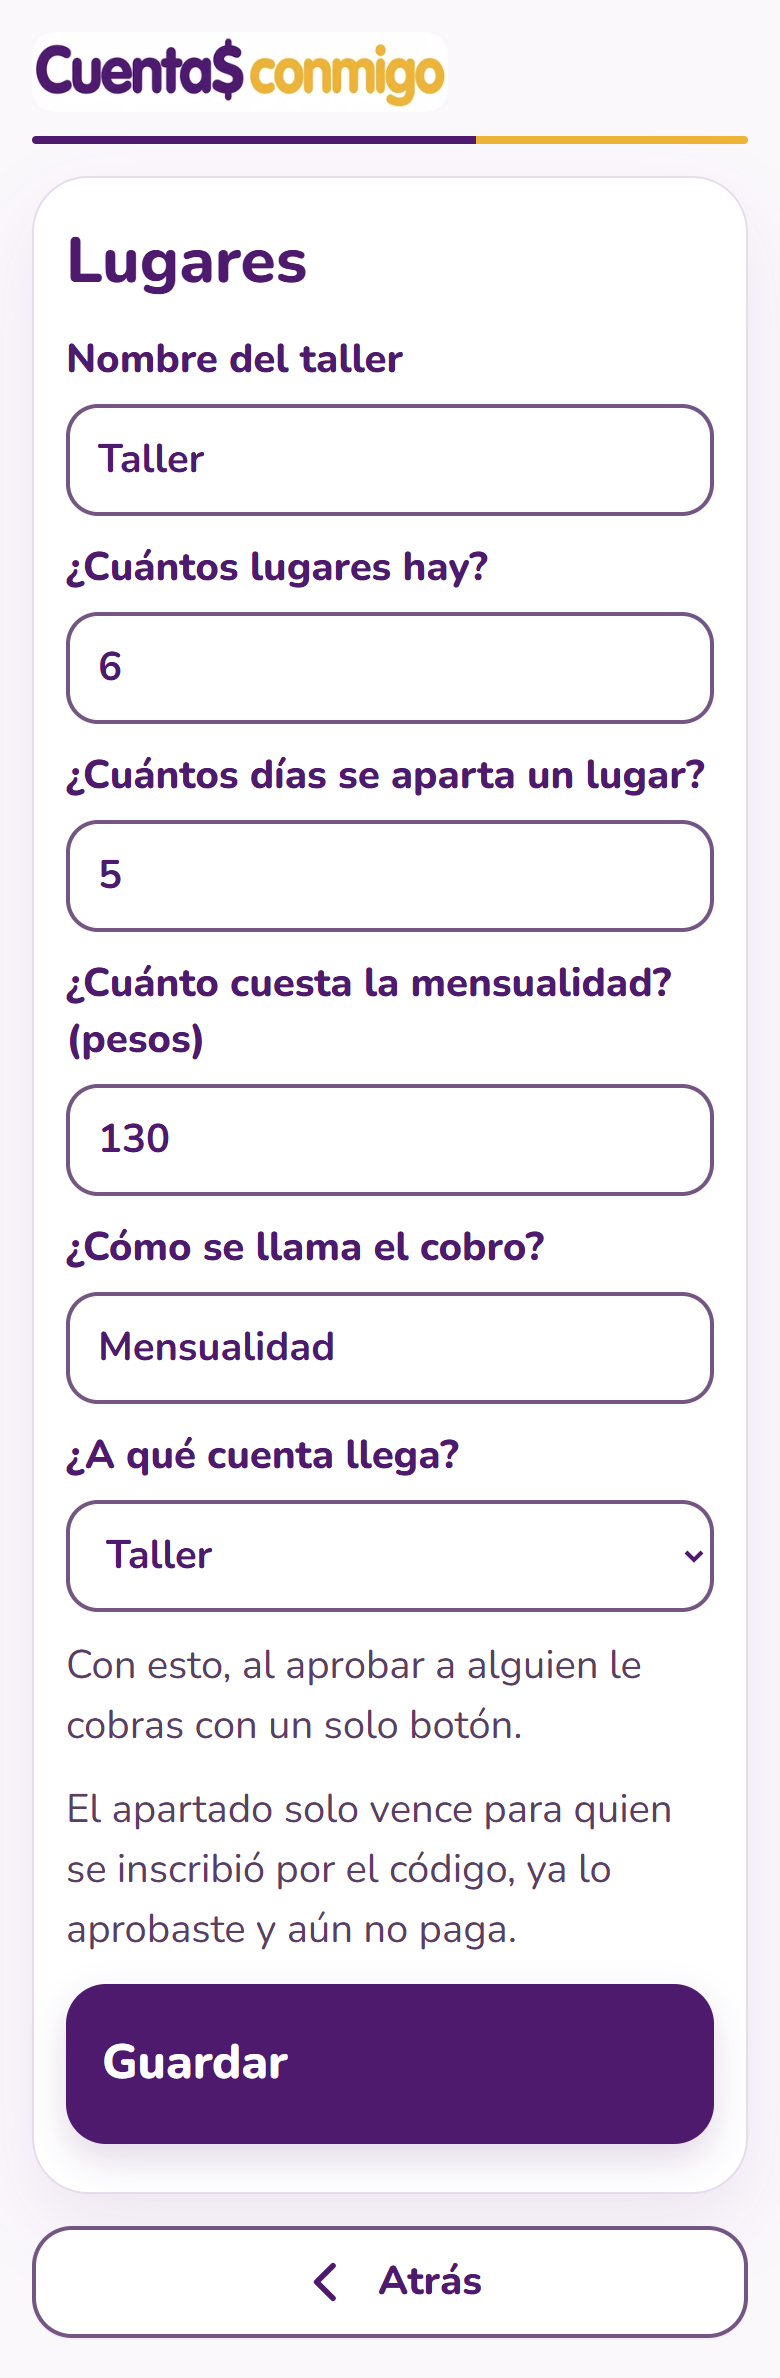 Cuenta$ conmigo
Lugares
Nombre del taller
Taller
¿Cuántos lugares hay?
6
¿Cuántos días se aparta un lugar?
5
¿Cuánto cuesta la mensualidad?
(pesos)
130
¿Cómo se llama el cobro?
Mensualidad
¿A qué cuenta llega?
Taller
Con esto, al aprobar a alguien le
cobras con un solo botón.
El apartado solo vence para quien
se inscribió por el código, ya lo
aprobaste y aún no paga.
Guardar
Atrás